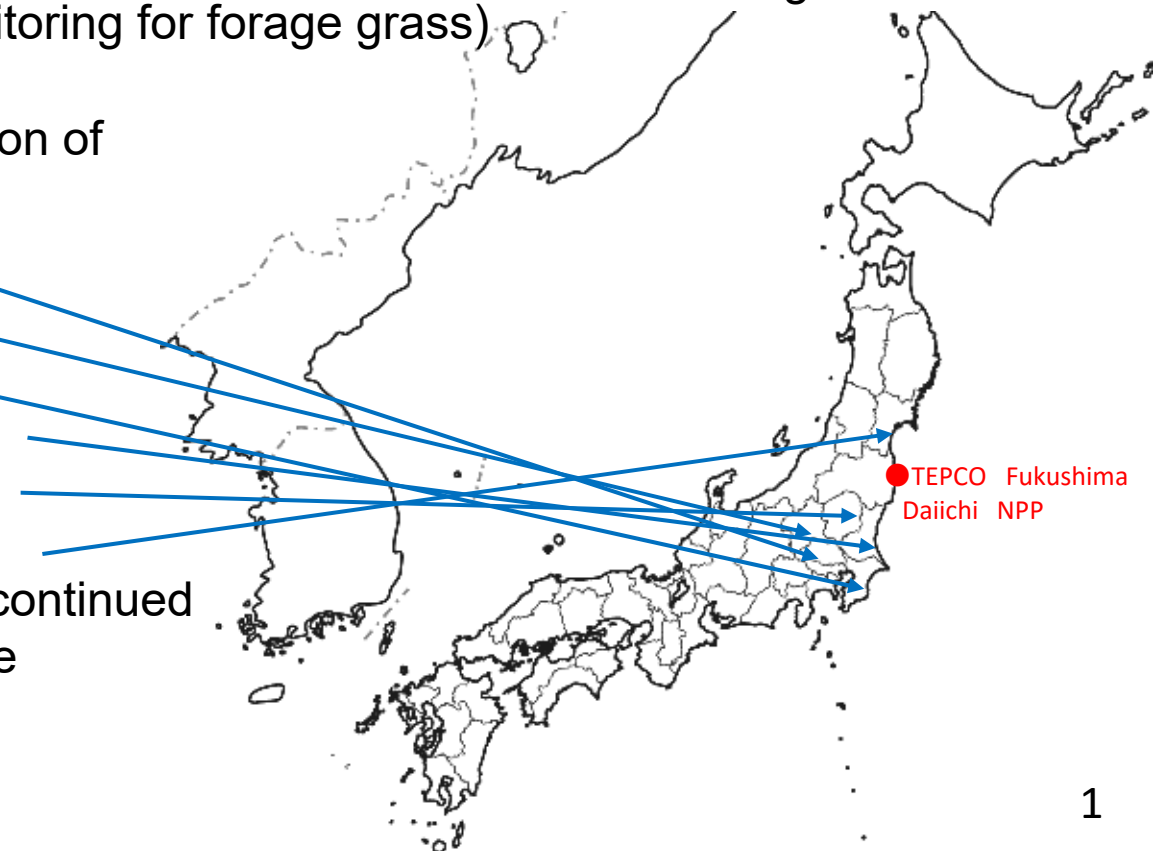 itoring for forage grass)
on of
TEPCO Fukushima
Daiichi NPP
continued
e
1